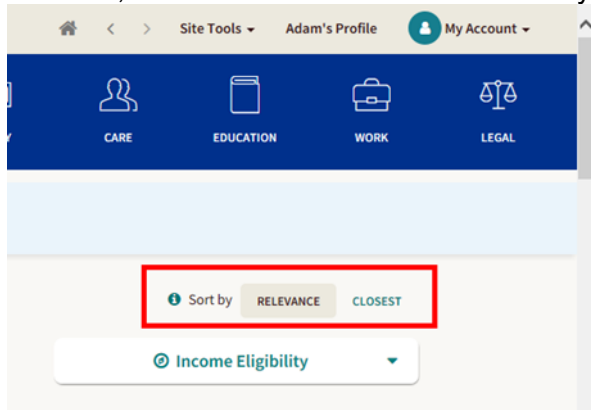 Site Tools Adam's Profile My Account
CARE EDUCATION WORK LEGAL
Sort by RELEVANCE CLOSEST
Income Eligibility